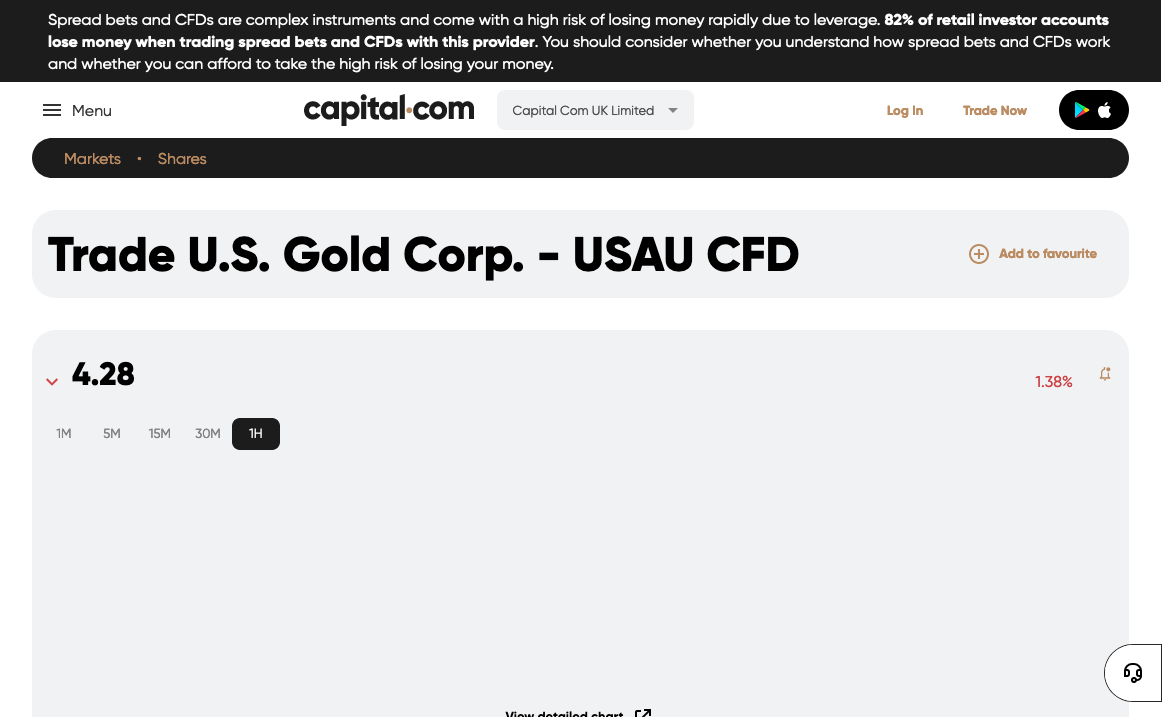 Spread bets and CFDs are complex instruments and come with a high risk of losing money rapidly due to leverage. 82% of retail investor accounts
lose money when trading spread bets and CFDs with this provider. You should consider whether you understand how spread bets and CFDs work
and whether you can afford to take the high risk of losing your money.
Menu
capital.com
Capital Com UK Limited
Log In
Trade Now
Markets • Shares
Trade U.S. Gold Corp. - USAU CFD
Add to favourite
4.28
1.38%
1M 5M 15M 30M 1H
View detailed chart